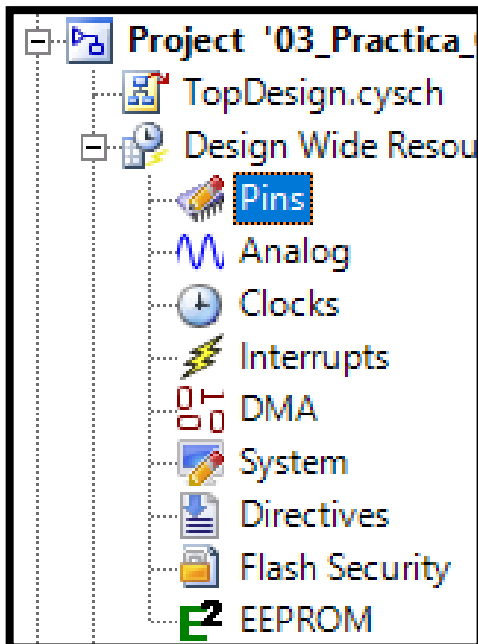 Project '03_Practica_
TopDesign.cysch
Design Wide Resou
Pins
Analog
Clocks
Interrupts
DMA
System
Directives
Flash Security
EEPROM